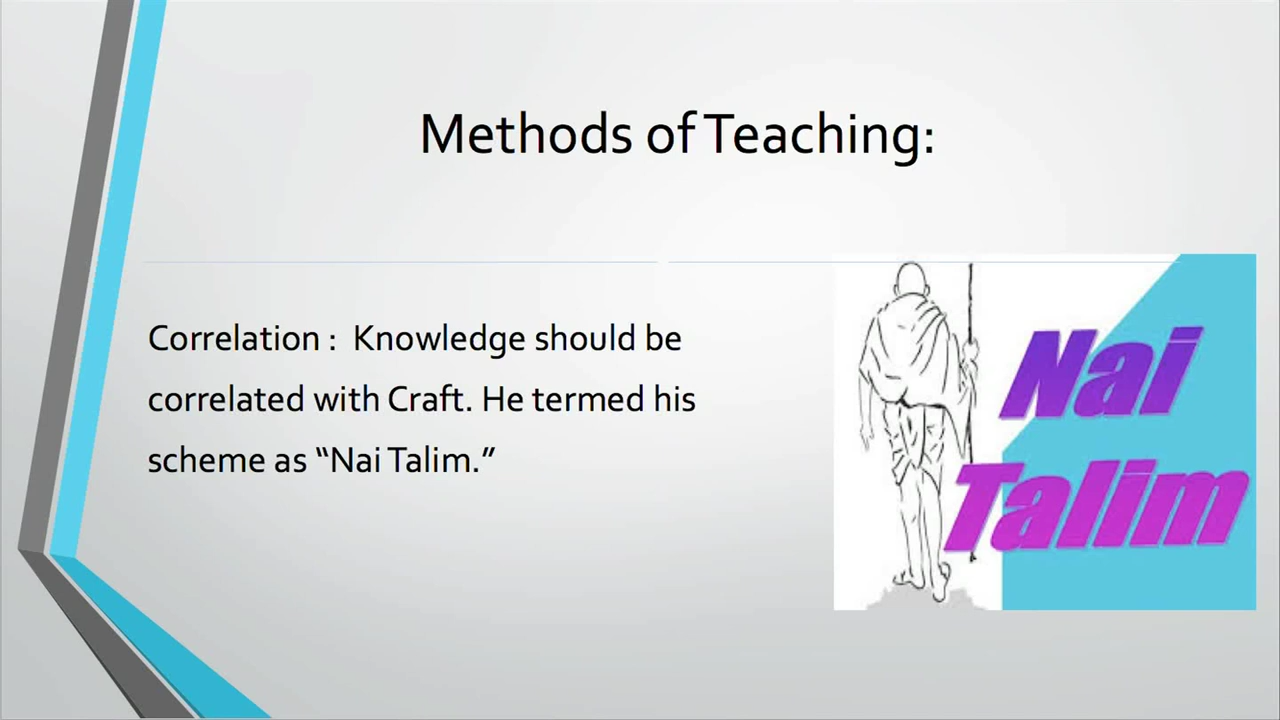 Methods of Teaching:
Correlation :  Knowledge should be
correlated with Craft. He termed his
scheme as “Nai Talim.”
Nai
Talim